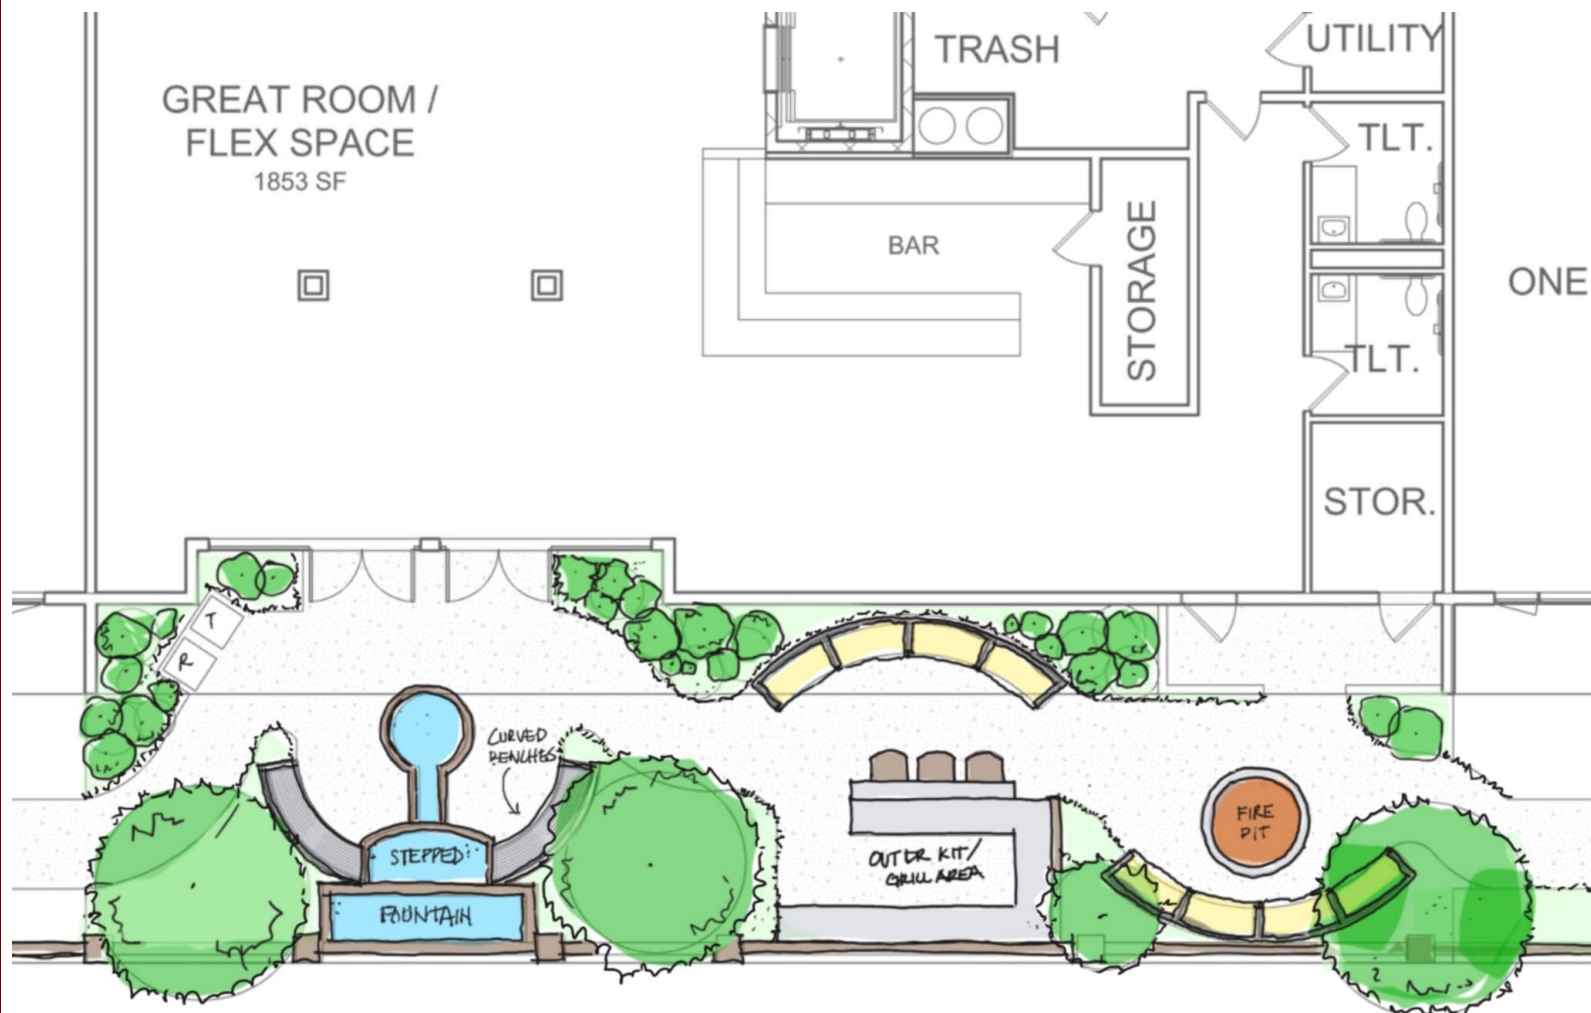 TRASH
UTILITY
GREAT ROOM /
FLEX SPACE
1853 SF
TLT.
BAR
STORAGE
ONE
TLT.
STOR.
T
R
CURVED
BENCHES
STEPPED
FOUNTAIN
OUTDR KIT/
GRILL AREA
FIRE
PIT